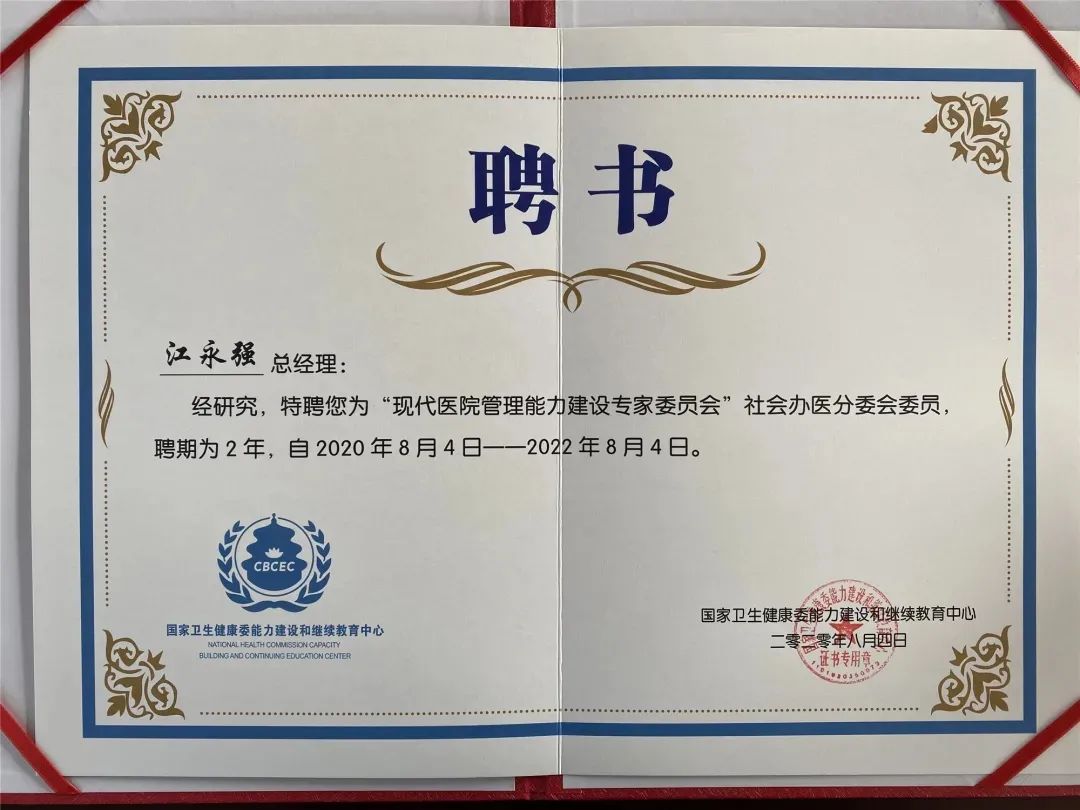 聘书
江永强 总经理：
经研究，特聘您为“现代医院管理能力建设专家委员会”社会办医分委会委员，
聘期为2年，自2020年8月4日——2022年8月4日。
CBCEC
国家卫生健康委能力建设和继续教育中心
NATIONAL HEALTH COMMISSION CAPACITY
BUILDING AND CONTINUING EDUCATION CENTER
国家卫生健康委能力建设和继续教育中心
二零二零年八月四日
证书专用章